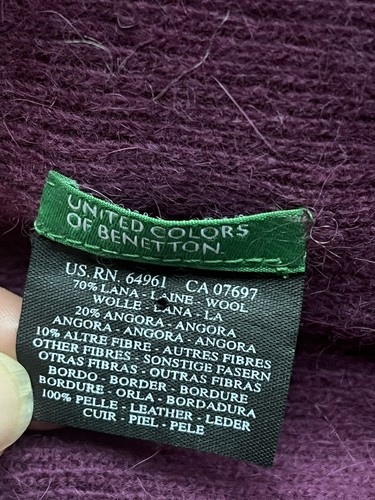 UNITED COLORS
OF BENETTON.
US. RN. 64961 CA 07697
70% LANA - LAINE - WOOL
WOLLE - LANA - LA
20% ANGORA - ANGORA
ANGORA - ANGORA - ANGORA
10% ALTRE FIBRE - AUTRES FIBRES
OTHER FIBRES - SONSTIGE FASERN
OTRAS FIBRAS - OUTRAS FIBRAS
BORDO - BORDER - BORDURE
BORDURE - ORLA - BORDADURA
100% PELLE - LEATHER - LEDER
CUIR - PIEL - PELE